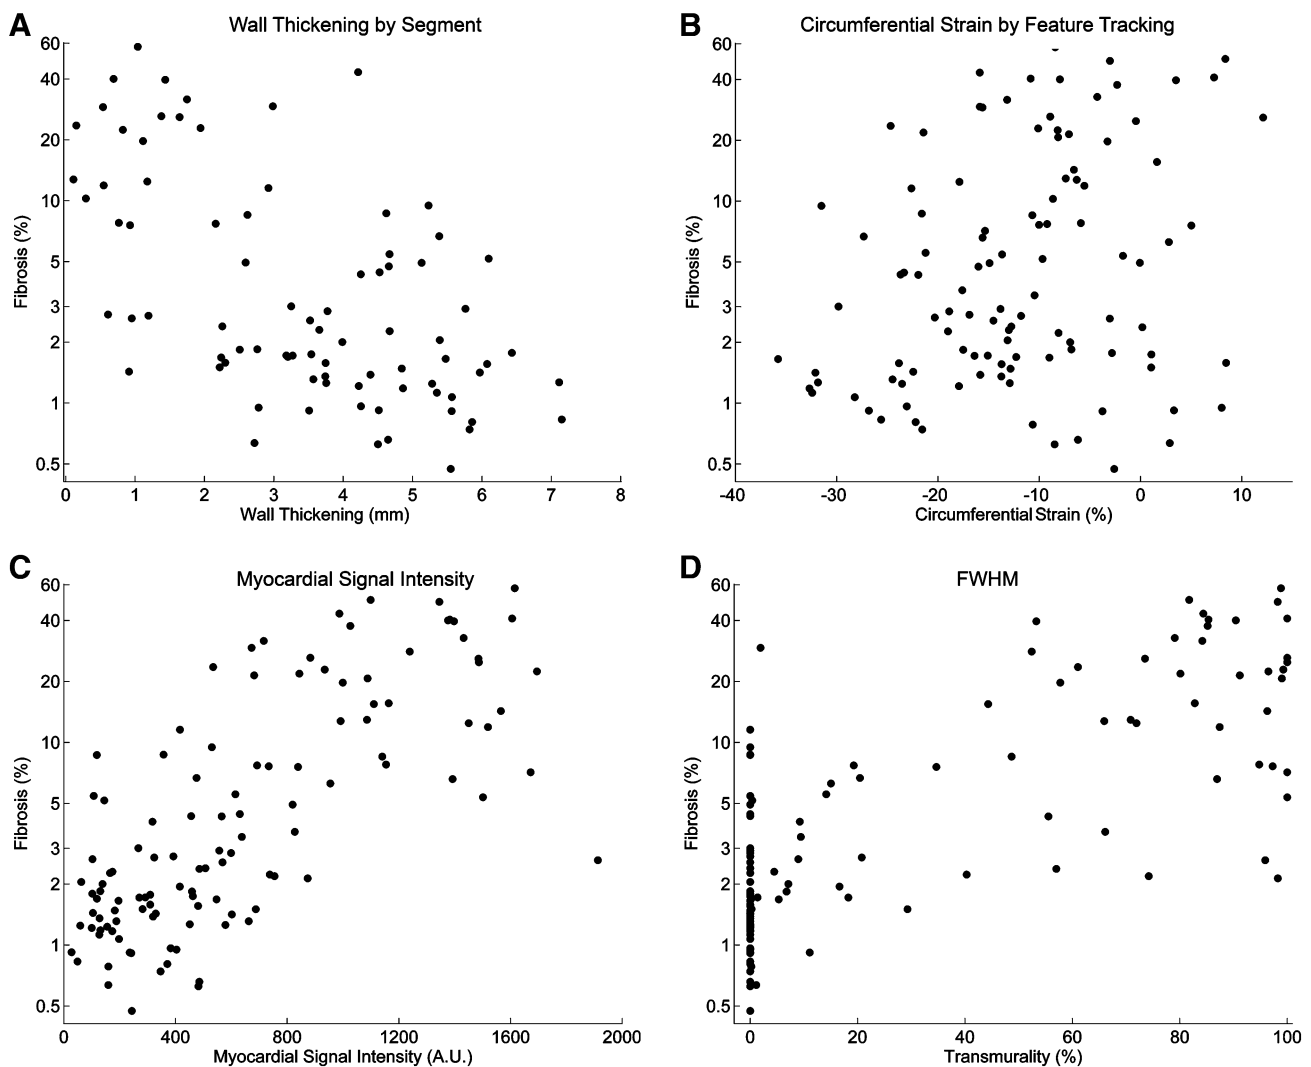 A
Wall Thickening by Segment
60
40
20
10
5
3
2
1
0.5
Fibrosis (%)
0 1 2 3 4 5 6 7 8
Wall Thickening (mm)
B
Circumferential Strain by Feature Tracking
60
40
20
10
5
3
2
1
0.5
Fibrosis (%)
-40 -30 -20 -10 0 10
Circumferential Strain (%)
C
Myocardial Signal Intensity
60
40
20
10
5
3
2
1
0.5
Fibrosis (%)
0 400 800 1200 1600 2000
Myocardial Signal Intensity (A.U.)
D
FWHM
60
40
20
10
5
3
2
1
0.5
Fibrosis (%)
0 20 40 60 80 100
Transmurality (%)